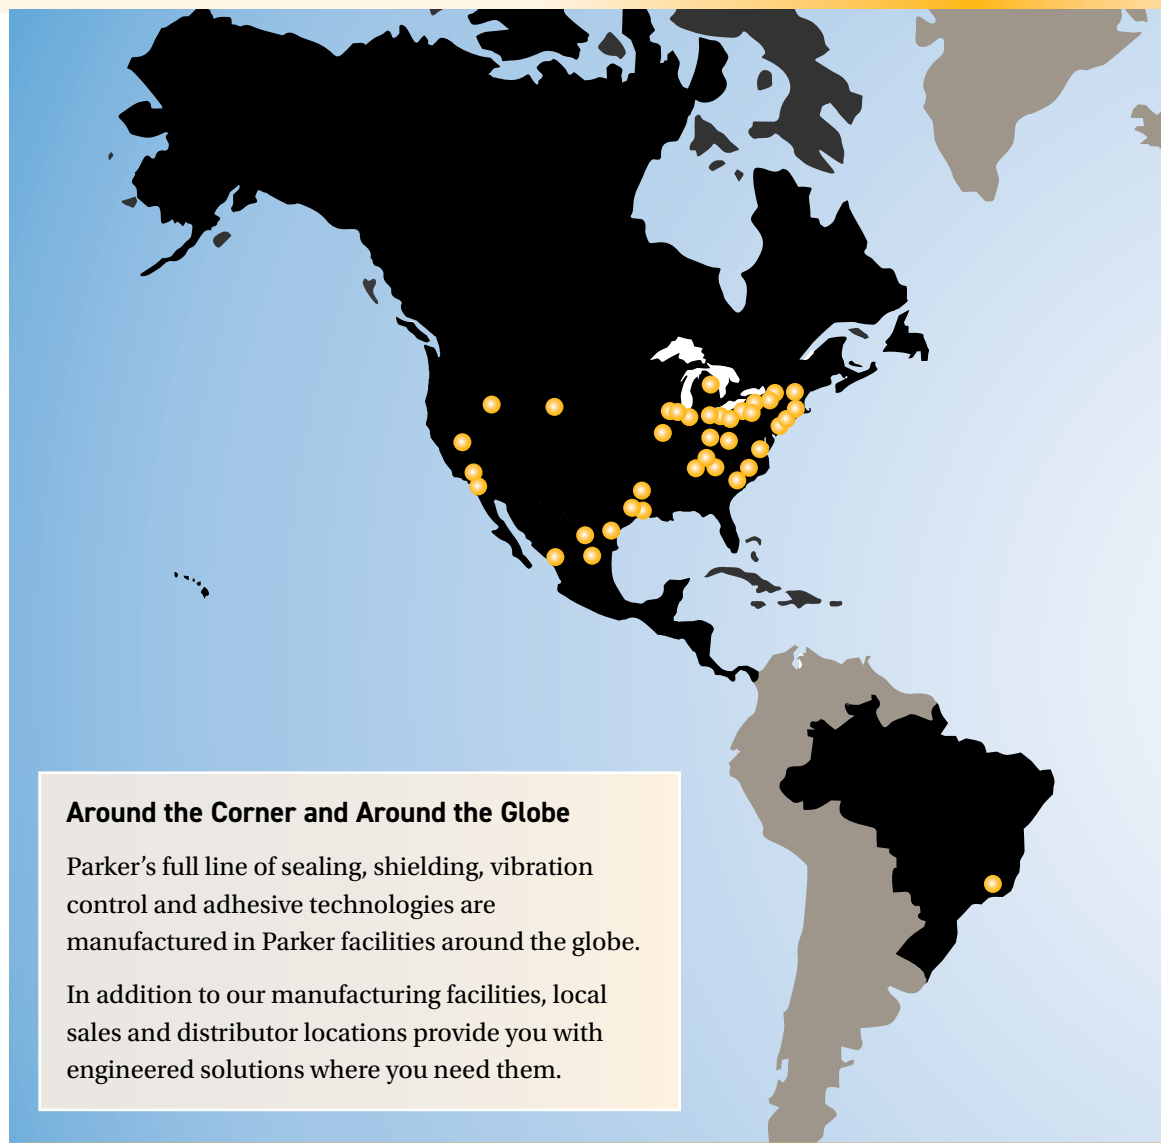 Around the Corner and Around the Globe
Parker’s full line of sealing, shielding, vibration
control and adhesive technologies are
manufactured in Parker facilities around the globe.
In addition to our manufacturing facilities, local
sales and distributor locations provide you with
engineered solutions where you need them.